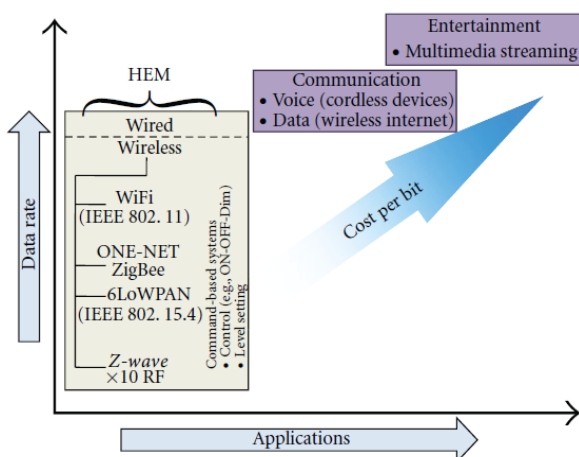 Entertainment
• Multimedia streaming
Communication
• Voice (cordless devices)
• Data (wireless internet)
HEM
Wired
Wireless
WiFi
(IEEE 802. 11)
ONE-NET
ZigBee
6LoWPAN
(IEEE 802. 15.4)
Z-wave
×10 RF
Command-based systems
• Control (e.g., ON-OFF-Dim)
• Level setting
Cost per bit
Data rate
Applications